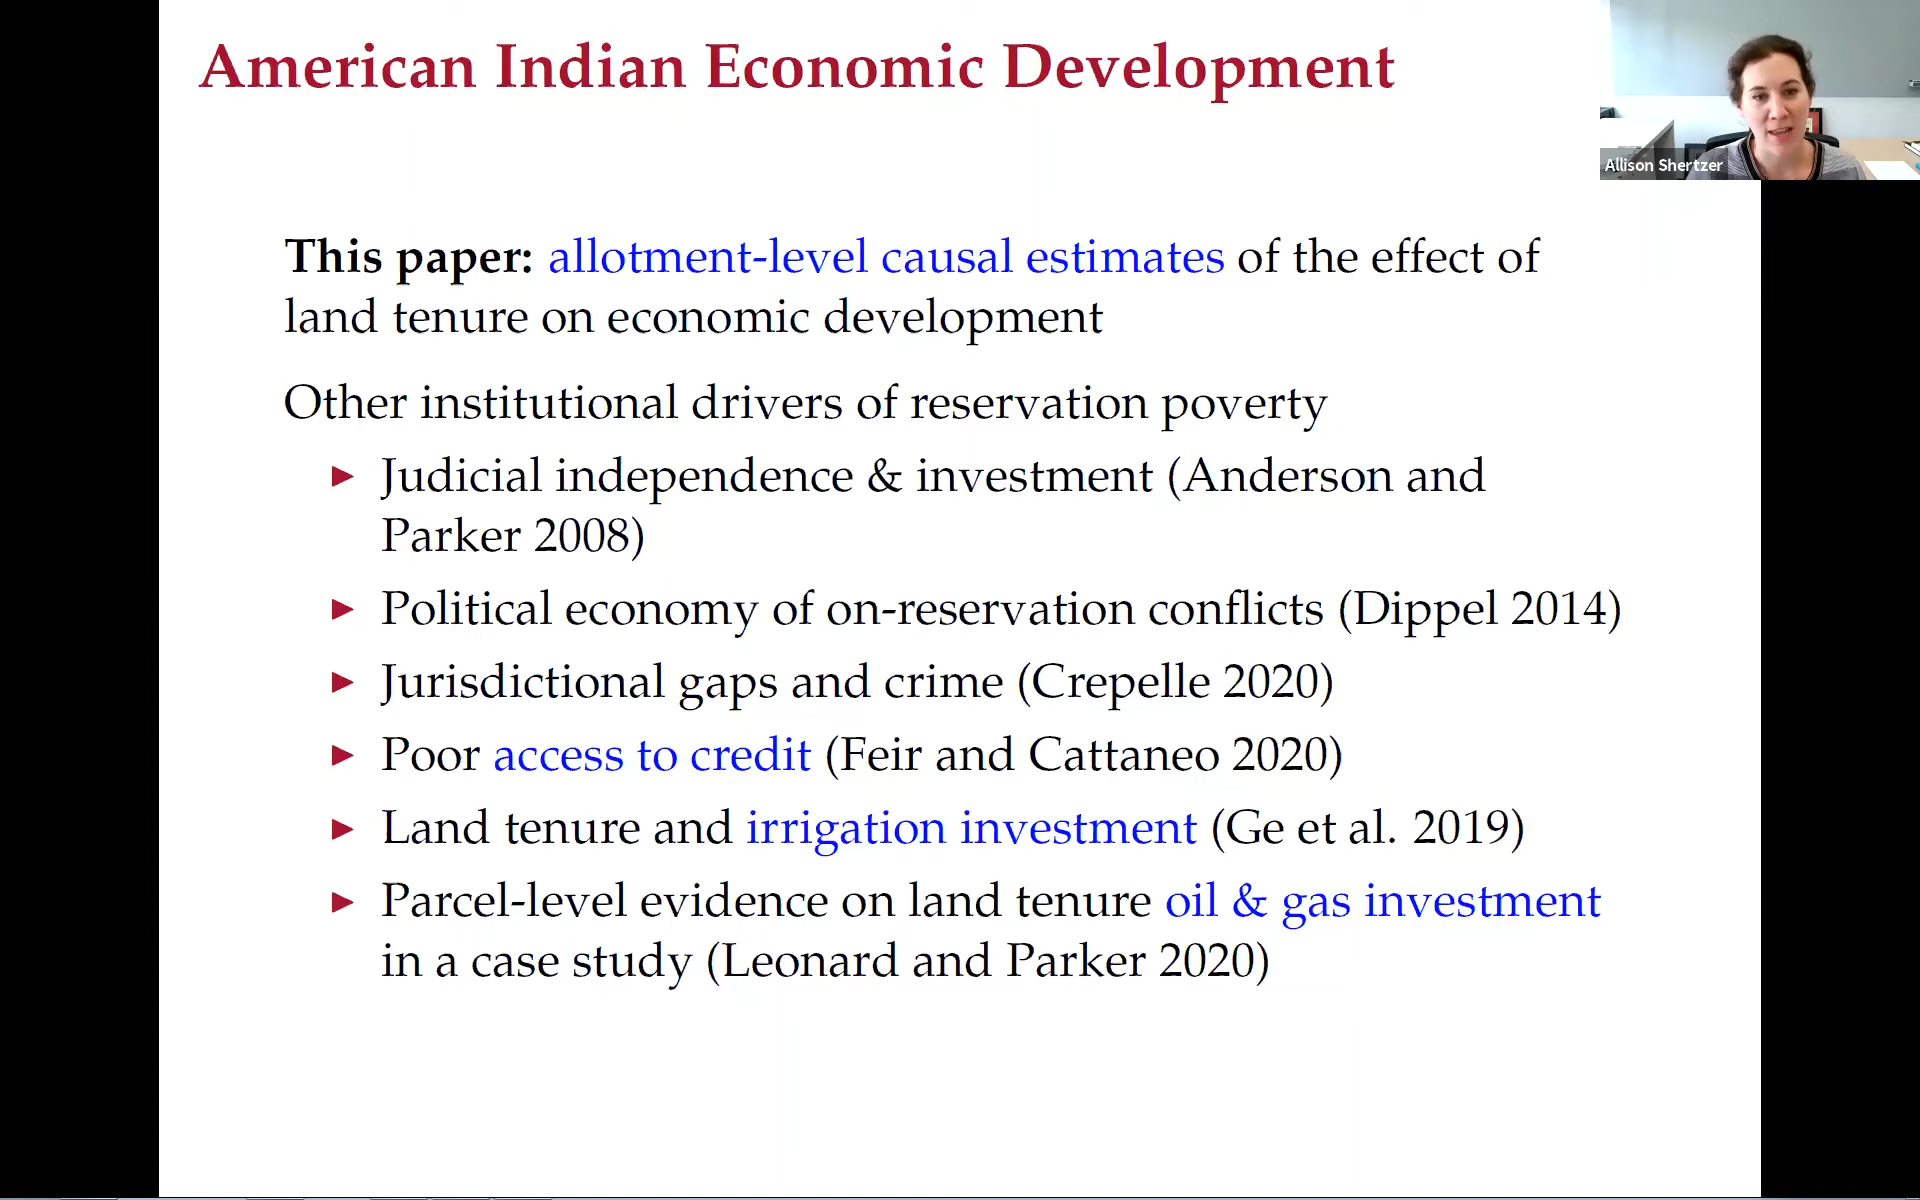 American Indian Economic Development
Allison Shertzer
This paper: allotment-level causal estimates of the effect of
land tenure on economic development
Other institutional drivers of reservation poverty
▶ Judicial independence & investment (Anderson and
Parker 2008)
▶ Political economy of on-reservation conflicts (Dippel 2014)
▶ Jurisdictional gaps and crime (Crepelle 2020)
▶ Poor access to credit (Feir and Cattaneo 2020)
▶ Land tenure and irrigation investment (Ge et al. 2019)
▶ Parcel-level evidence on land tenure oil & gas investment
in a case study (Leonard and Parker 2020)